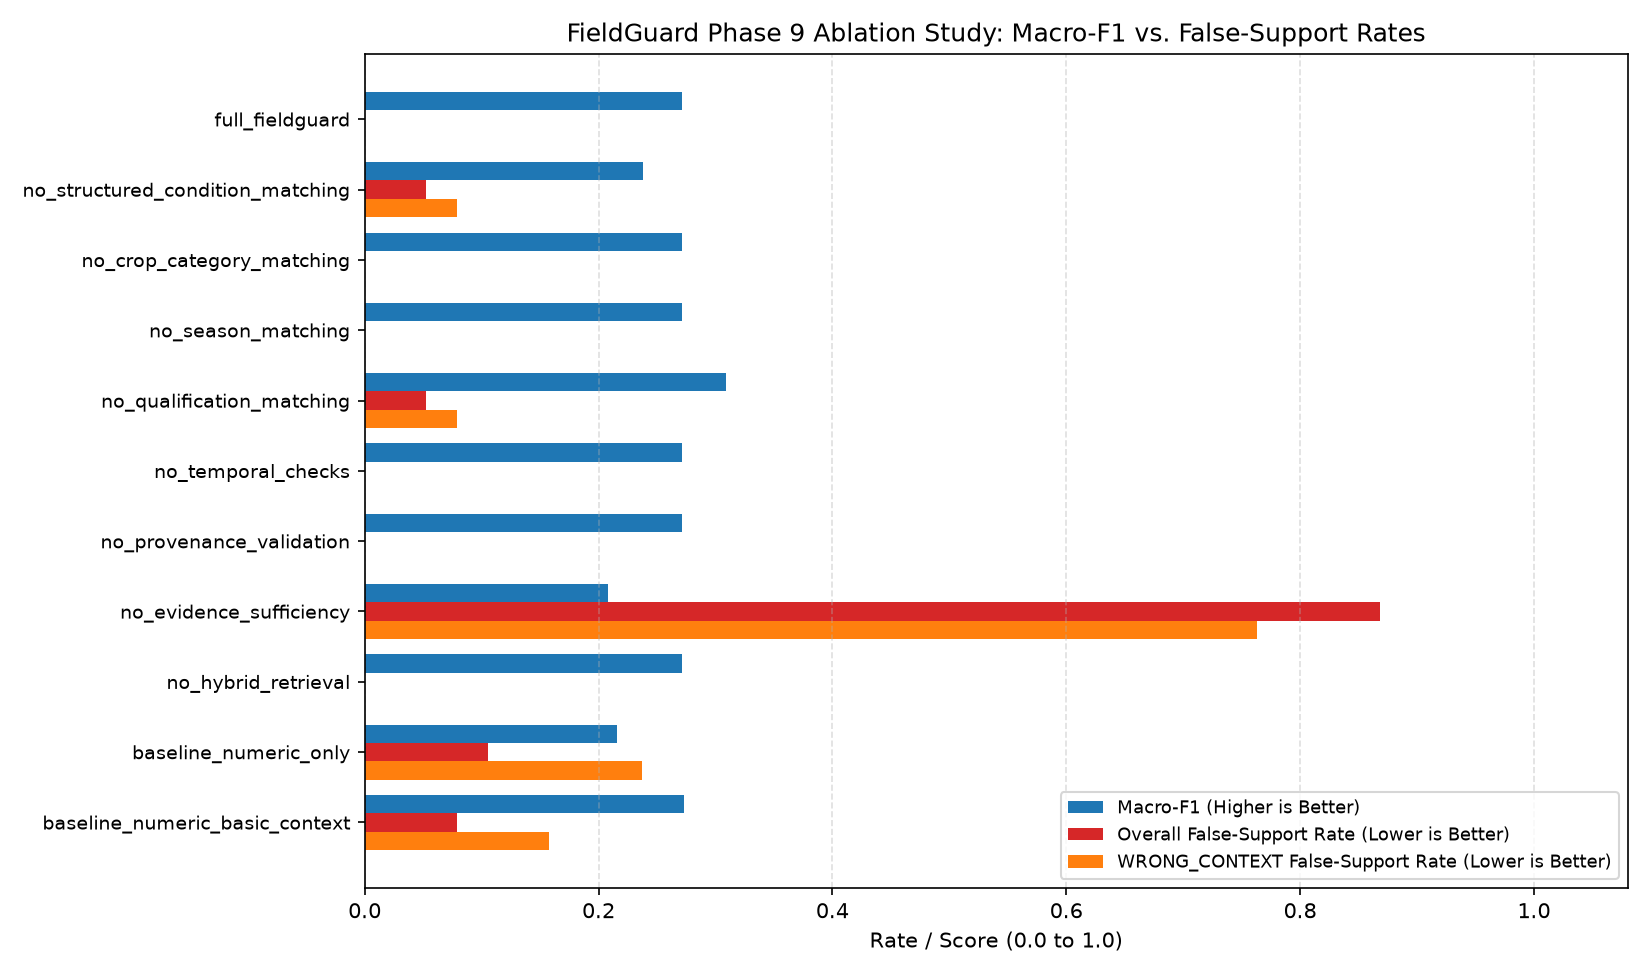 FieldGuard Phase 9 Ablation Study: Macro-F1 vs. False-Support Rates
full_fieldguard
no_structured_condition_matching
no_crop_category_matching
no_season_matching
no_qualification_matching
no_temporal_checks
no_provenance_validation
no_evidence_sufficiency
no_hybrid_retrieval
baseline_numeric_only
baseline_numeric_basic_context
Macro-F1 (Higher is Better)
Overall False-Support Rate (Lower is Better)
WRONG_CONTEXT False-Support Rate (Lower is Better)
0.0 0.2 0.4 0.6 0.8 1.0
Rate / Score (0.0 to 1.0)